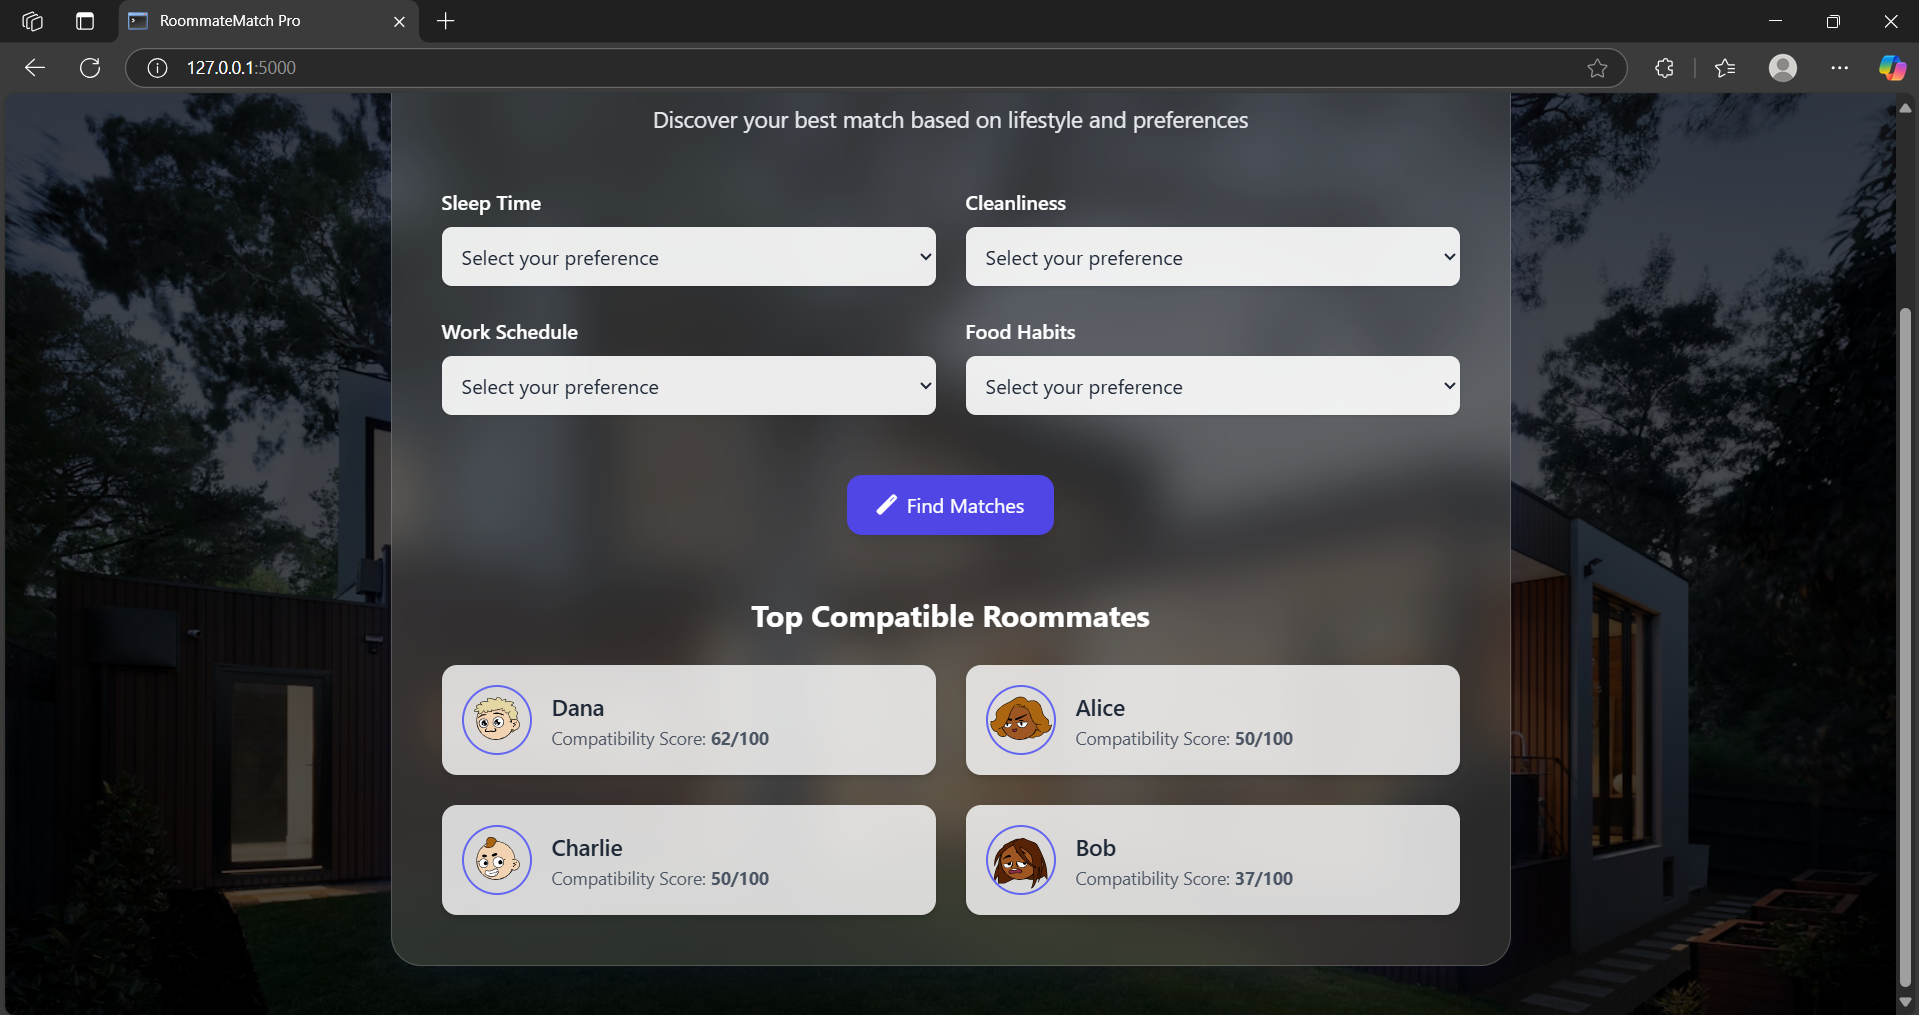 RoommateMatch Pro
127.0.0.1:5000
Discover your best match based on lifestyle and preferences
Sleep Time
Cleanliness
Select your preference
Select your preference
Work Schedule
Food Habits
Select your preference
Select your preference
Find Matches
Top Compatible Roommates
Dana
Compatibility Score: 62/100
Alice
Compatibility Score: 50/100
Charlie
Compatibility Score: 50/100
Bob
Compatibility Score: 37/100